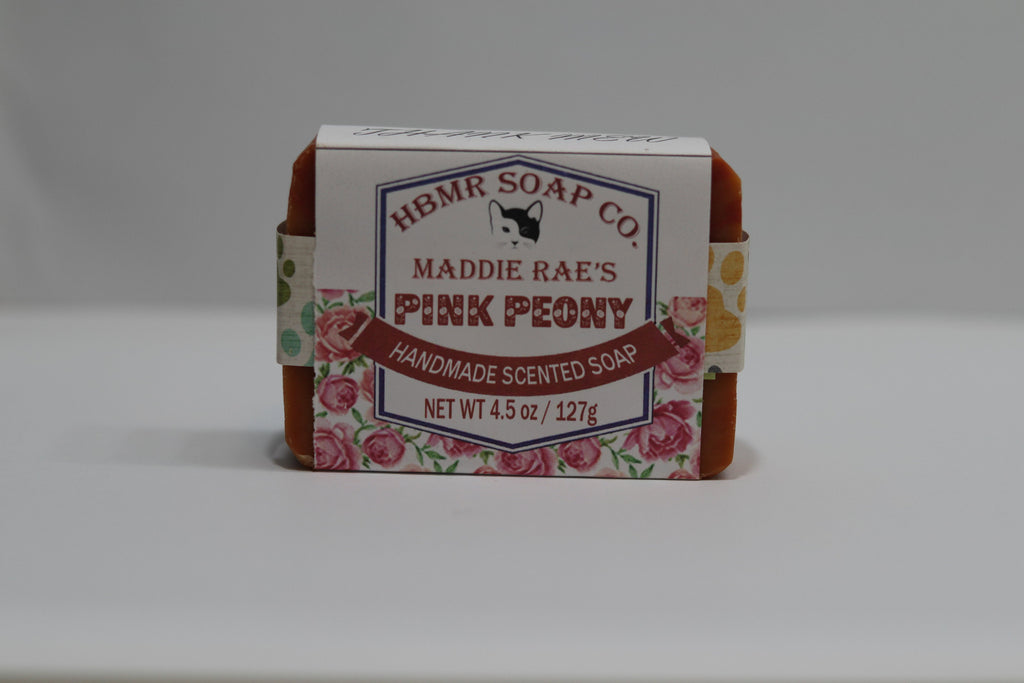 HBMR SOAP CO.
MADDIE RAE'S
PINK PEONY
HANDMADE SCENTED SOAP
NET WT 4.5 oz / 127g